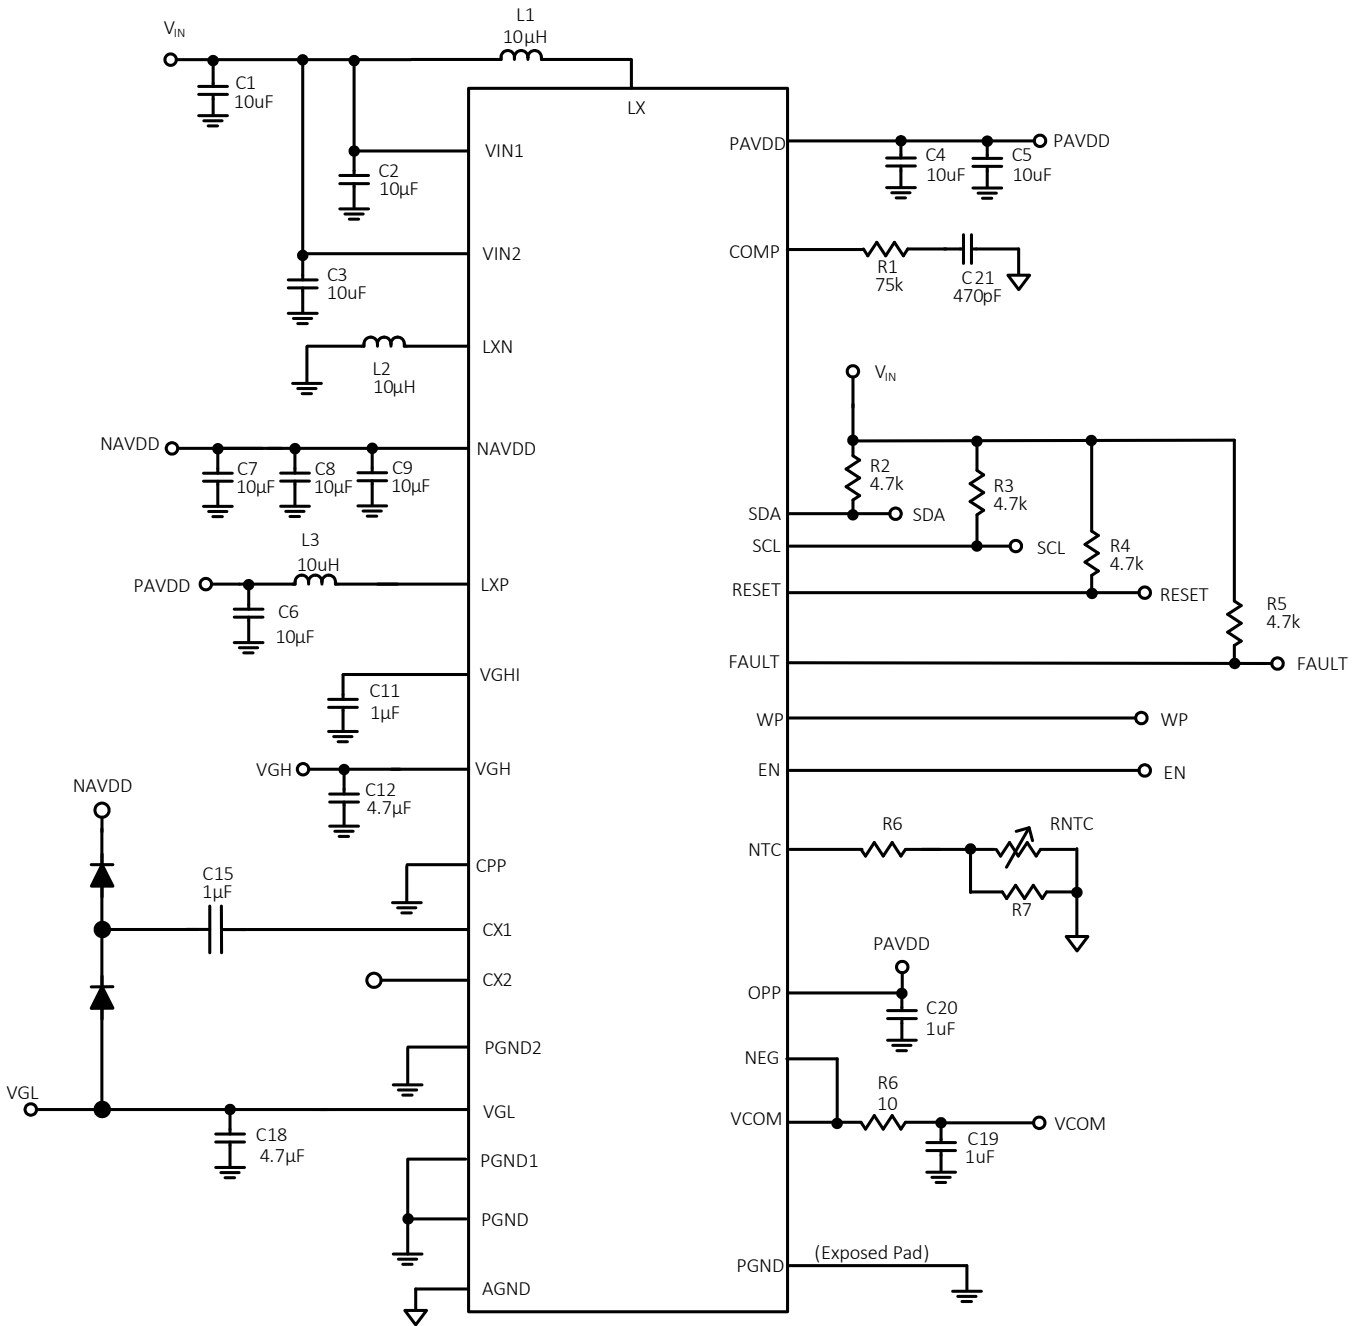 VIN
L1
10µH
C1
10uF
LX
VIN1
C2
10µF
VIN2
C3
10uF
LXN
L2
10µH
NAVDD
NAVDD
C7
10µF
C8
10µF
C9
10µF
L3
10uH
PAVDD
LXP
C6
10µF
VGHI
C11
1µF
VGH
VGH
C12
4.7µF
NAVDD
CPP
C15
1µF
CX1
CX2
PGND2
VGL
VGL
C18
4.7µF
PGND1
PGND
AGND
PAVDD
PAVDD
C4
10uF
C5
10uF
COMP
R1
75k
C21
470pF
VIN
R2
4.7k
R3
4.7k
SDA
SDA
SCL
SCL
R4
4.7k
RESET
RESET
R5
4.7k
FAULT
FAULT
WP
WP
EN
EN
NTC
R6
RNTC
R7
PAVDD
OPP
C20
1uF
NEG
R6
10
VCOM
VCOM
C19
1uF
PGND
(Exposed Pad)